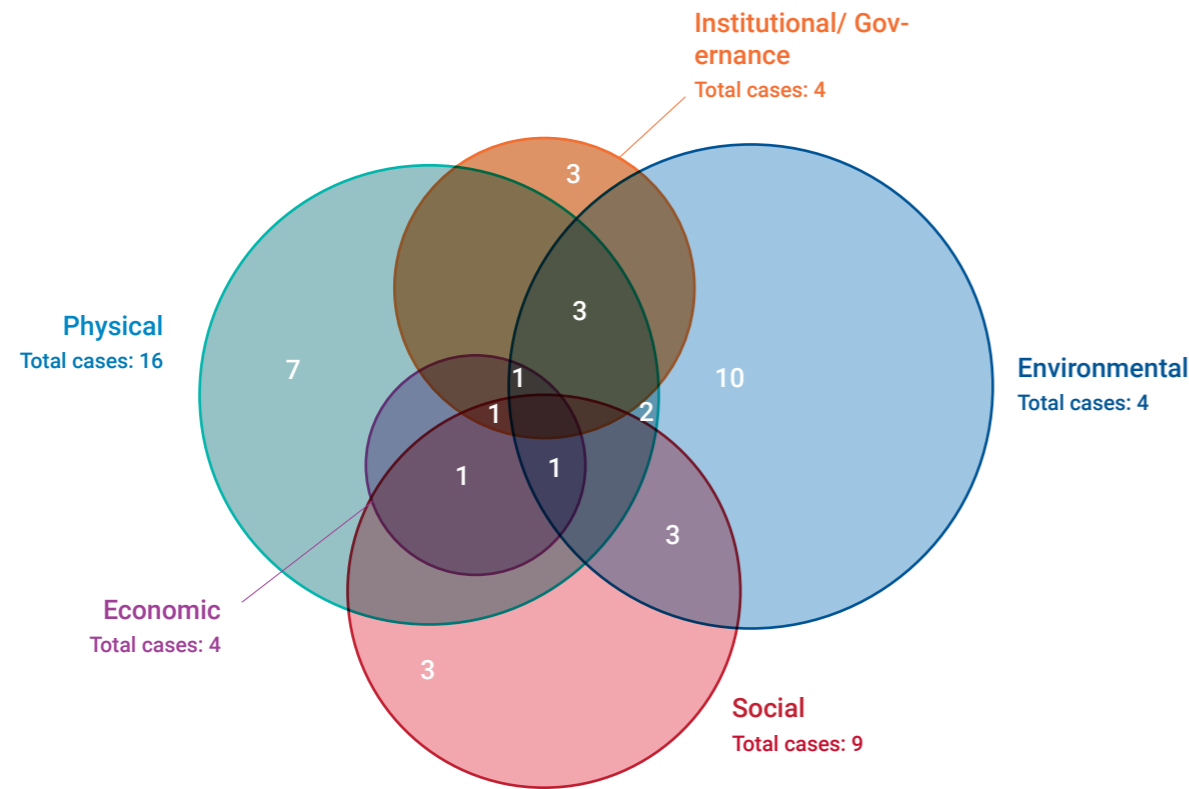 Institutional/ Gov-
ernance
Total cases: 4
3
3
Physical
Total cases: 16
7
1
10
Environmental
Total cases: 4
1
2
1
1
3
Economic
Total cases: 4
3
Social
Total cases: 9